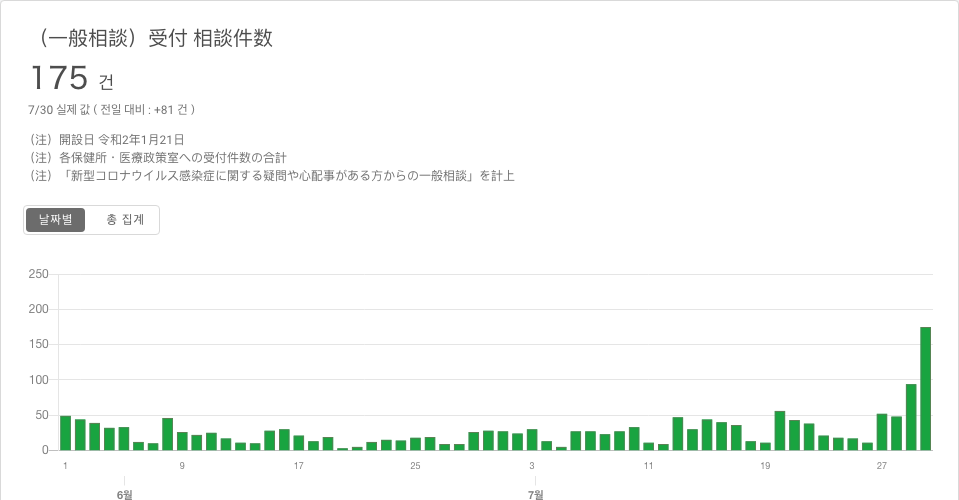 （一般相談）受付 相談件数
175 건
7/30 실제 값 ( 전일 대비 : +81 건 )
（注）開設日 令和2年1月21日
（注）各保健所・医療政策室への受付件数の合計
（注）「新型コロナウイルス感染症に関する疑問や心配事がある方からの一般相談」を計上
날짜별 총 집계
250
200
150
100
50
0
1 9 17 25 3 11 19 27
6월 7월